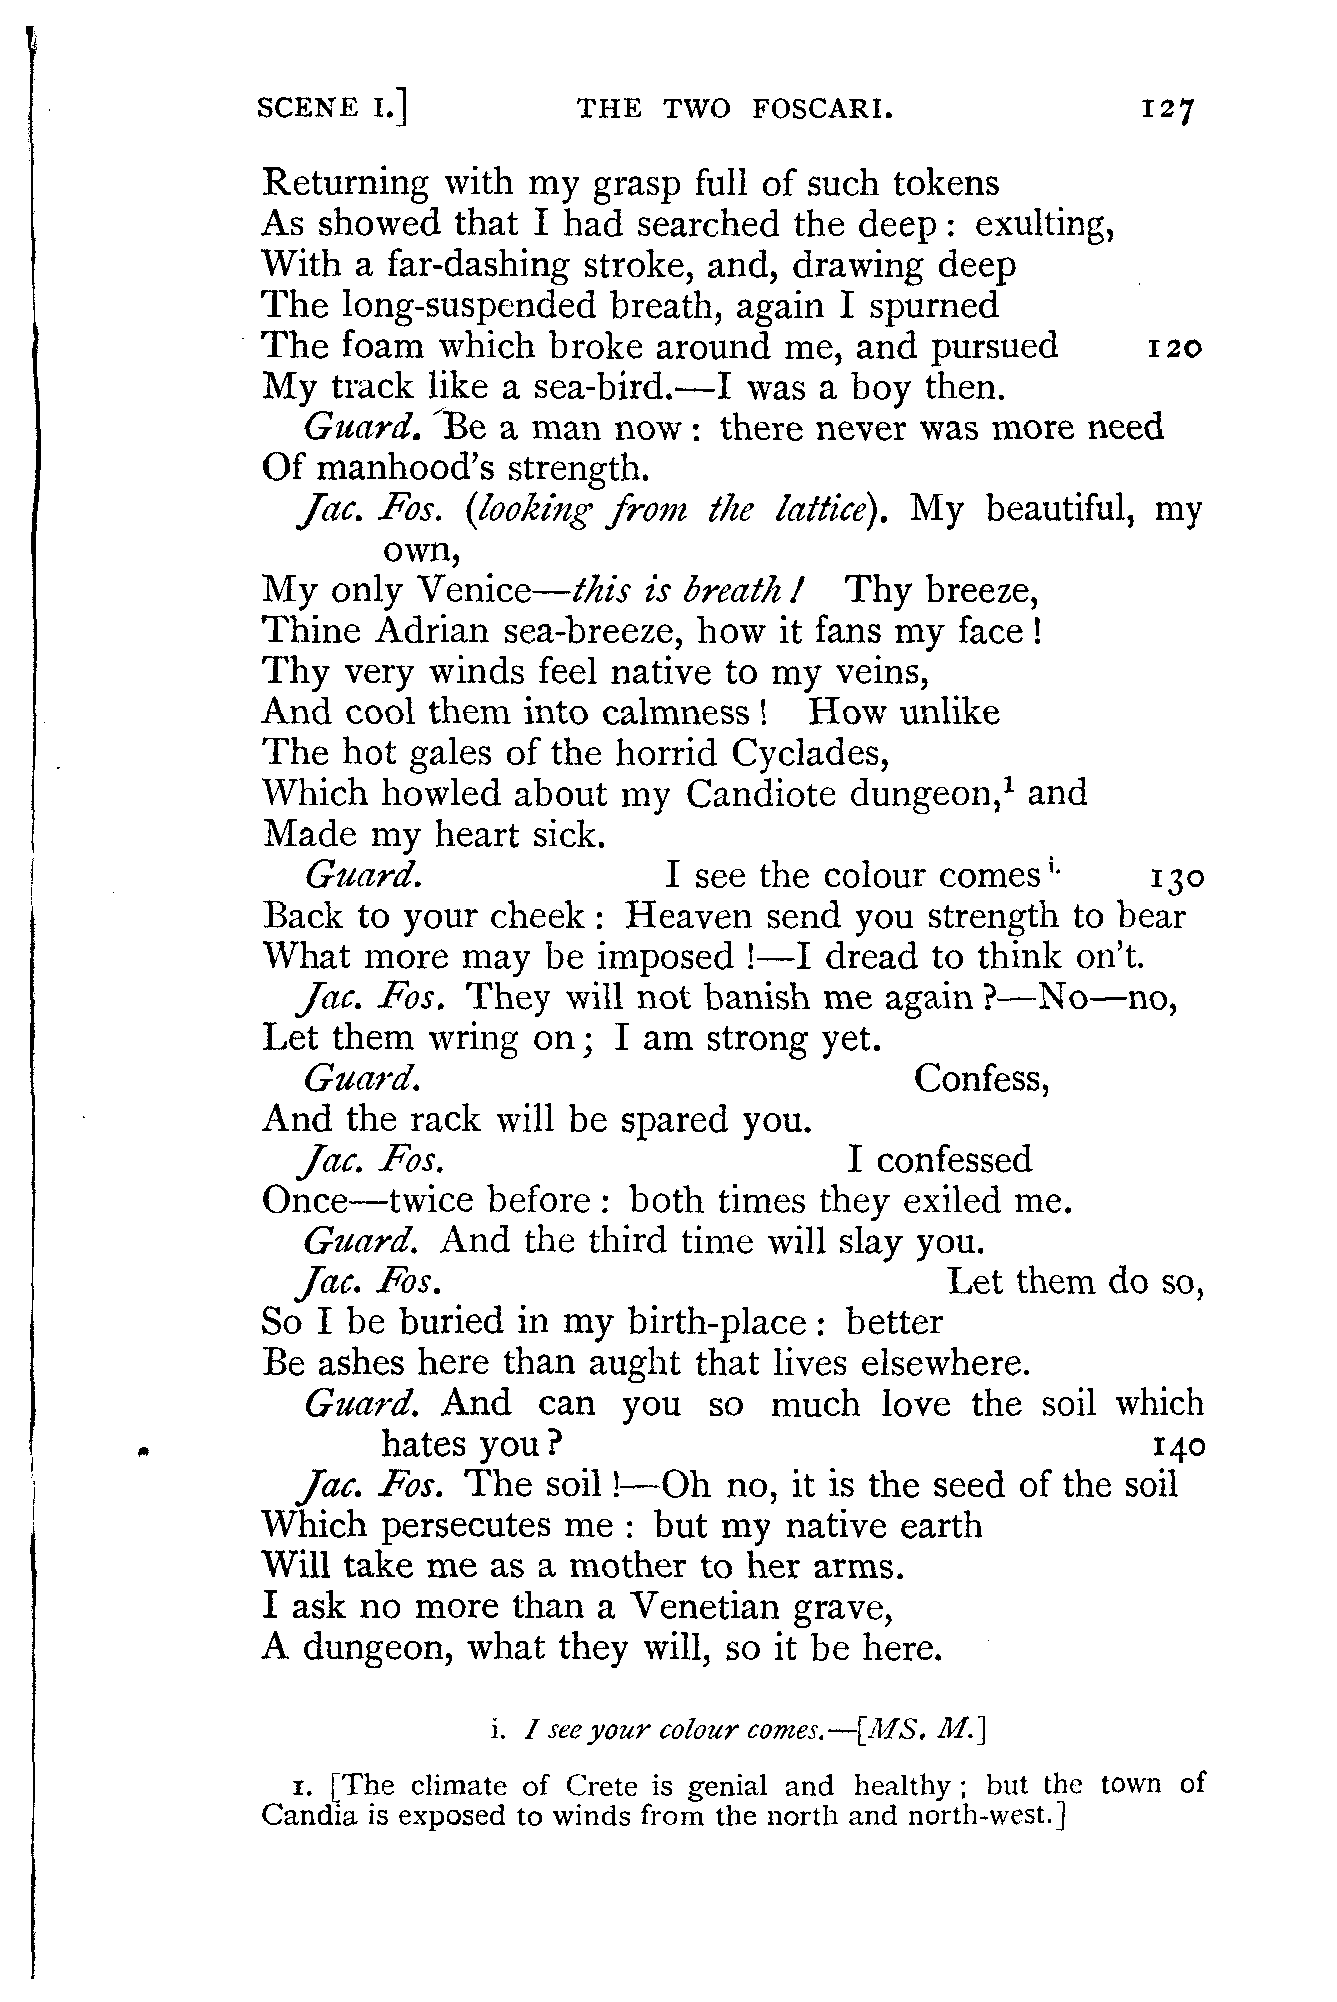 SCENE I.] THE TWO FOSCARI. 127
Returning with my grasp full of such tokens
As showed that I had searched the deep: exulting,
With a far-dashing stroke, and, drawing deep
The long-suspended breath, again I spurned
The foam which broke around me, and pursued 120
My track like a sea-bird.—I was a boy then.
Guard. Be a man now: there never was more need
Of manhood's strength.
Jac. Fos. (looking from the lattice). My beautiful, my
own,
My only Venice—this is breath! Thy breeze,
Thine Adrian sea-breeze, how it fans my face!
Thy very winds feel native to my veins,
And cool them into calmness! How unlike
The hot gales of the horrid Cyclades,
Which howled about my Candiote dungeon,¹ and
Made my heart sick.
Guard. I see the colour comes i. 130
Back to your cheek: Heaven send you strength to bear
What more may be imposed!—I dread to think on't.
Jac. Fos. They will not banish me again?—No—no,
Let them wring on; I am strong yet.
Guard. Confess,
And the rack will be spared you.
Jac. Fos. I confessed
Once—twice before: both times they exiled me.
Guard. And the third time will slay you.
Jac. Fos. Let them do so,
So I be buried in my birth-place: better
Be ashes here than aught that lives elsewhere.
Guard. And can you so much love the soil which
hates you? 140
Jac. Fos. The soil!—Oh no, it is the seed of the soil
Which persecutes me: but my native earth
Will take me as a mother to her arms.
I ask no more than a Venetian grave,
A dungeon, what they will, so it be here.
i. I see your colour comes.—[MS. M.]
1. [The climate of Crete is genial and healthy; but the town of
Candia is exposed to winds from the north and north-west.]